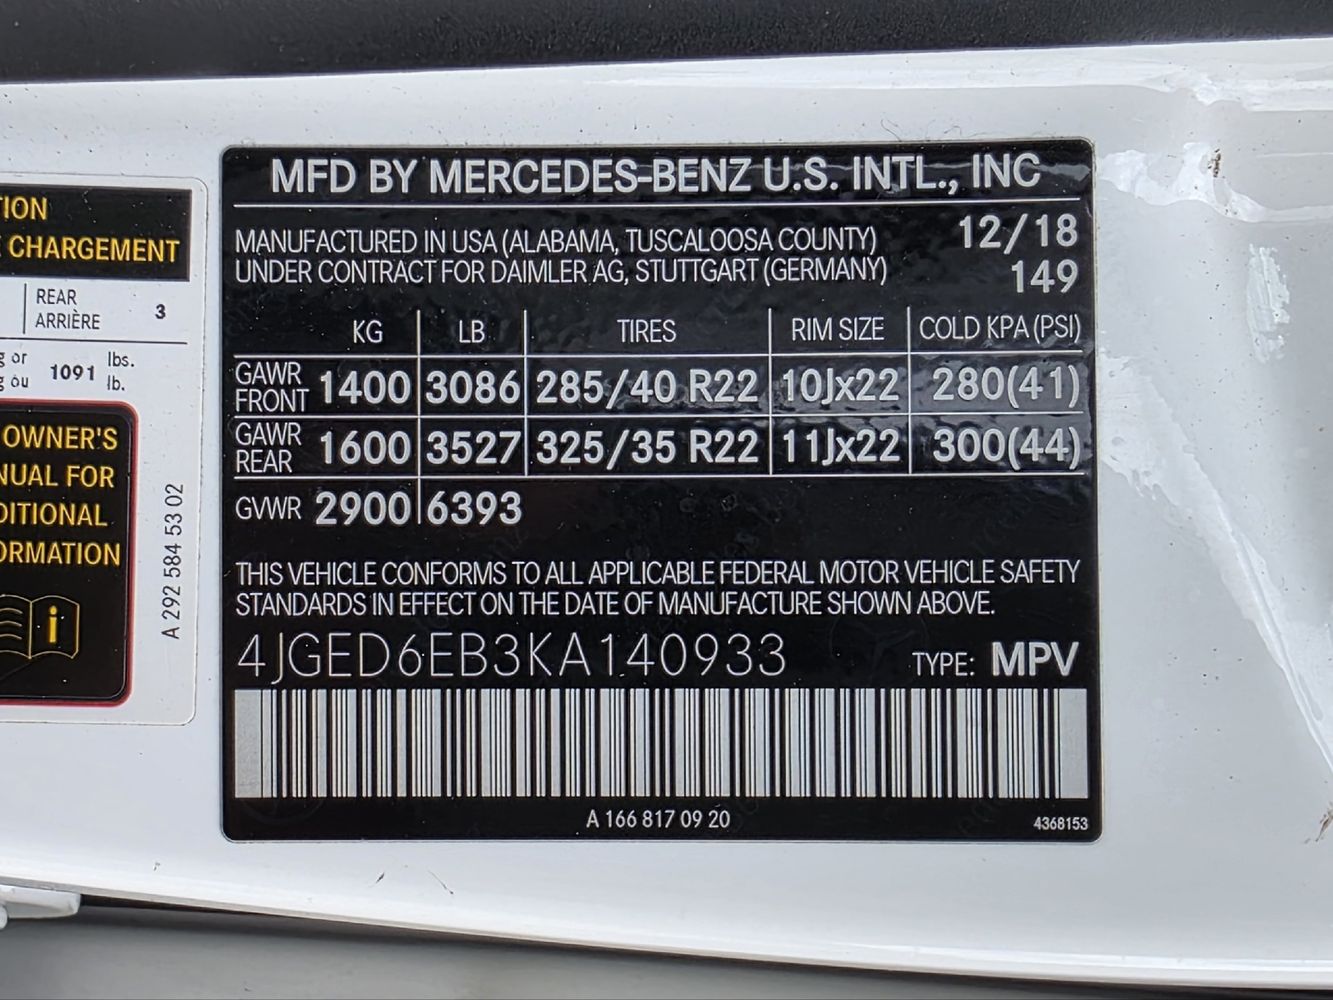 ION
E CHARGEMENT
REAR
ARRIÈRE 3
g or 1091 lbs.
g ou lb.
OWNER'S
NUAL FOR
DITIONAL
ORMATION
i
A 292 584 53 02
MFD BY MERCEDES-BENZ U.S. INTL., INC
MANUFACTURED IN USA (ALABAMA, TUSCALOOSA COUNTY) 12/18
UNDER CONTRACT FOR DAIMLER AG, STUTTGART (GERMANY) 149
KG LB TIRES RIM SIZE COLD KPA (PSI)
GAWR FRONT 1400 3086 285/40 R22 10Jx22 280(41)
GAWR REAR 1600 3527 325/35 R22 11Jx22 300(44)
GVWR 2900 6393
THIS VEHICLE CONFORMS TO ALL APPLICABLE FEDERAL MOTOR VEHICLE SAFETY
STANDARDS IN EFFECT ON THE DATE OF MANUFACTURE SHOWN ABOVE.
4JGED6EB3KA140933 TYPE: MPV
A 166 817 09 20
4368153